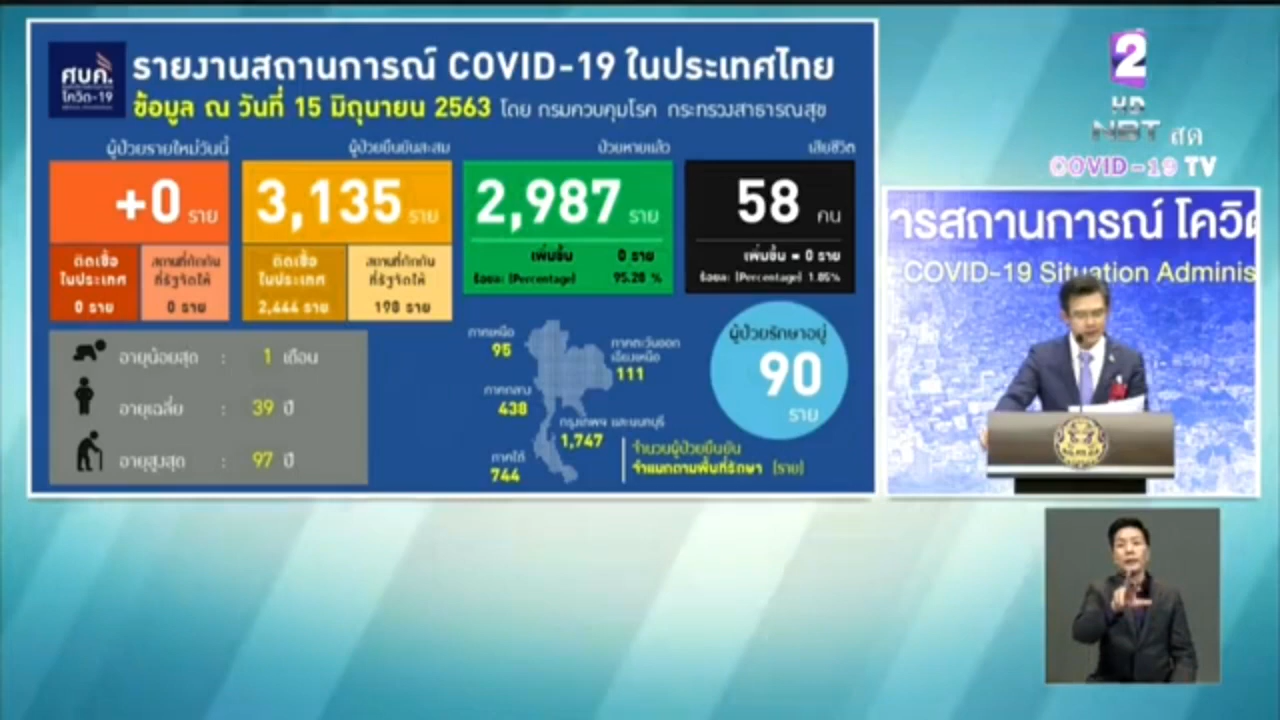 ศบค.
โควิด-19
รายงานสถานการณ์ COVID-19 ในประเทศไทย
ข้อมูล ณ วันที่ 15 มิถุนายน 2563 โดย กรมควบคุมโรค กระทรวงสาธารณสุข
ผู้ป่วยรายใหม่วันนี้
+0 ราย
ติดเชื้อ
ในประเทศ
0 ราย
สถานที่กักกัน
ที่รัฐจัดให้
0 ราย
ผู้ป่วยยืนยันสะสม
3,135 ราย
ติดเชื้อ
ในประเทศ
2,444 ราย
สถานที่กักกัน
ที่รัฐจัดให้
198 ราย
ป่วยหายแล้ว
2,987 ราย
เพิ่มขึ้น 0 ราย
ร้อยละ (Percentage) 95.28 %
เสียชีวิต
58 คน
เพิ่มขึ้น = 0 ราย
ร้อยละ (Percentage) 1.85%
อายุน้อยสุด : 1 เดือน
อายุเฉลี่ย : 39 ปี
อายุสูงสุด : 97 ปี
ภาคเหนือ
95
ภาคตะวันออก
เฉียงเหนือ
111
ภาคกลาง
438
กรุงเทพฯ และนนทบุรี
1,747
ภาคใต้
744
จำนวนผู้ป่วยยืนยัน
จำแนกตามพื้นที่รักษา (ราย)
ผู้ป่วยรักษาอยู่
90
ราย
2
HD
NBT สด
COVID-19 TV
ารสถานการณ์ โควิด
COVID-19 Situation Adminis